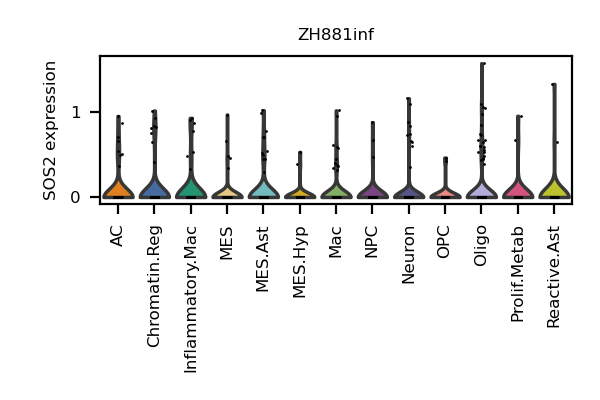 ZH881inf
SOS2 expression
1
0
AC
Chromatin.Reg
Inflammatory.Mac
MES
MES.Ast
MES.Hyp
Mac
NPC
Neuron
OPC
Oligo
Prolif.Metab
Reactive.Ast